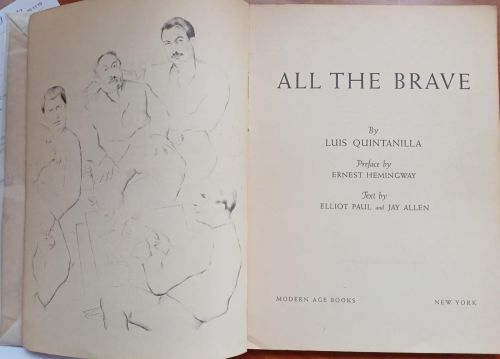 ALL THE BRAVE
By
LUIS QUINTANILLA
Preface by
ERNEST HEMINGWAY
Text by
ELLIOT PAUL and JAY ALLEN
MODERN AGE BOOKS NEW YORK